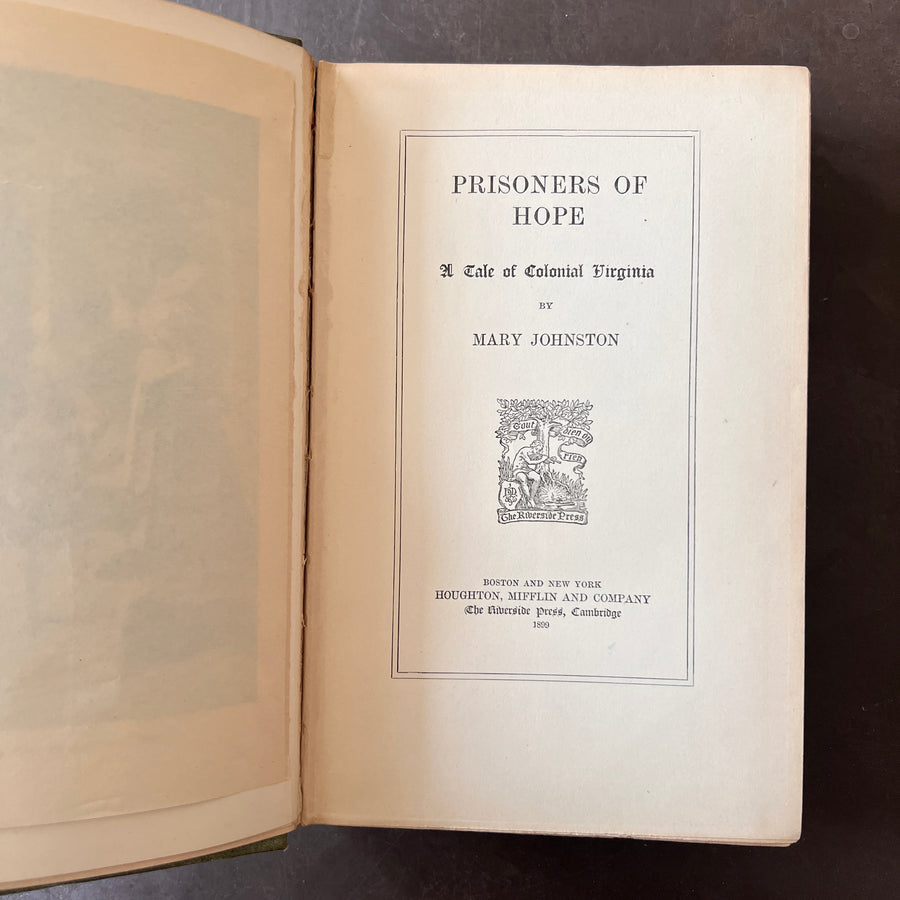 PRISONERS OF
HOPE
A Tale of Colonial Virginia
BY
MARY JOHNSTON
Tout
bien ou
rien
The Riverside Press
BOSTON AND NEW YORK
HOUGHTON, MIFFLIN AND COMPANY
The Riverside Press, Cambridge
1899